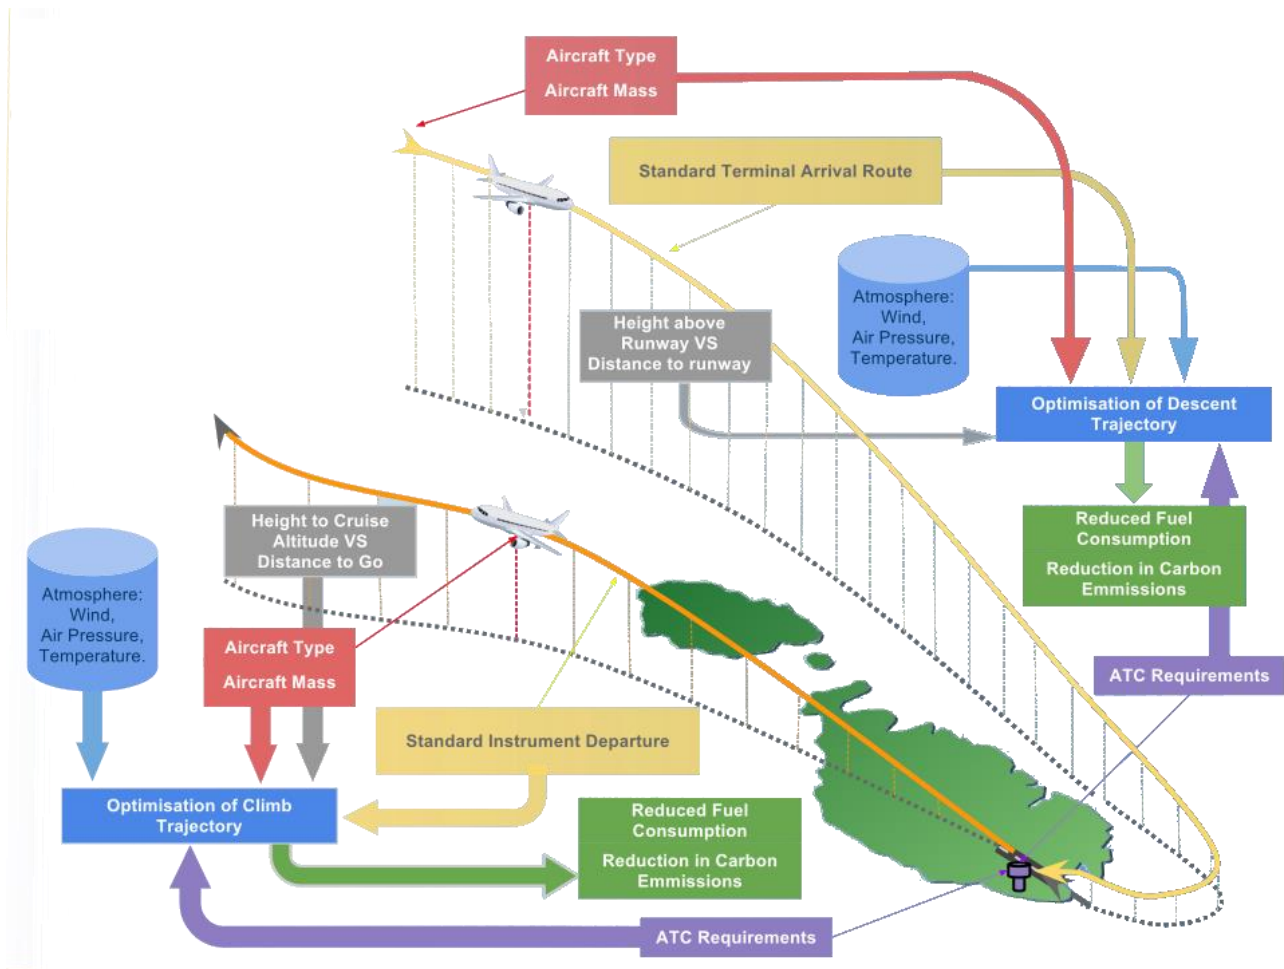 Aircraft Type
Aircraft Mass
Standard Terminal Arrival Route
Atmosphere:
Wind,
Air Pressure,
Temperature.
Height above
Runway VS
Distance to runway
Optimisation of Descent
Trajectory
Reduced Fuel
Consumption
Reduction in Carbon
Emmissions
ATC Requirements
Height to Cruise
Altitude VS
Distance to Go
Atmosphere:
Wind,
Air Pressure,
Temperature.
Aircraft Type
Aircraft Mass
Standard Instrument Departure
Optimisation of Climb
Trajectory
Reduced Fuel
Consumption
Reduction in Carbon
Emmissions
ATC Requirements